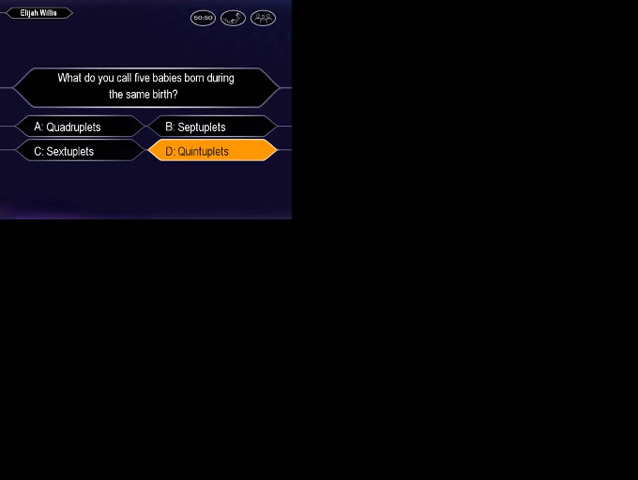 Elijah Willis
50:50
What do you call five babies born during
the same birth?
A: Quadruplets
B: Septuplets
C: Sextuplets
D: Quintuplets